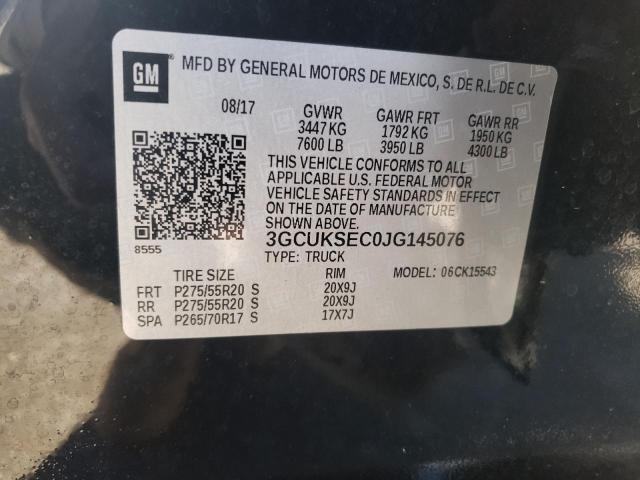 GM MFD BY GENERAL MOTORS DE MEXICO, S. DE R.L. DE C.V.
08/17 GVWR GAWR FRT GAWR RR
3447 KG 1792 KG 1950 KG
7600 LB 3950 LB 4300 LB
THIS VEHICLE CONFORMS TO ALL
APPLICABLE U.S. FEDERAL MOTOR
VEHICLE SAFETY STANDARDS IN EFFECT
ON THE DATE OF MANUFACTURE
SHOWN ABOVE.
8555 3GCUKSEC0JG145076
TYPE: TRUCK MODEL: 06CK15543
TIRE SIZE RIM
FRT P275/55R20 S 20X9J
RR P275/55R20 S 20X9J
SPA P265/70R17 S 17X7J